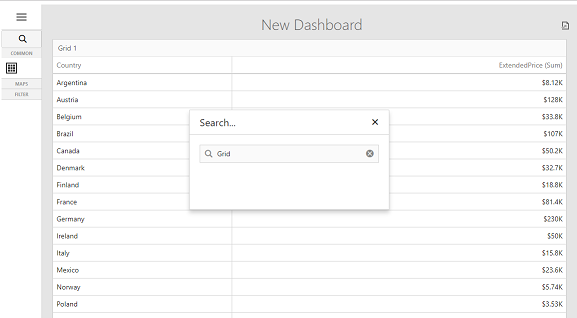 New Dashboard
COMMON
MAPS
FILTER
Grid 1
Country ExtendedPrice (Sum)
Argentina $8.12K
Austria $128K
Belgium $33.8K
Brazil $107K
Canada $50.2K
Denmark $32.7K
Finland $18.8K
France $81.4K
Germany $230K
Ireland $50K
Italy $15.8K
Mexico $23.6K
Norway $5.74K
Poland $3.53K
Search...
Grid